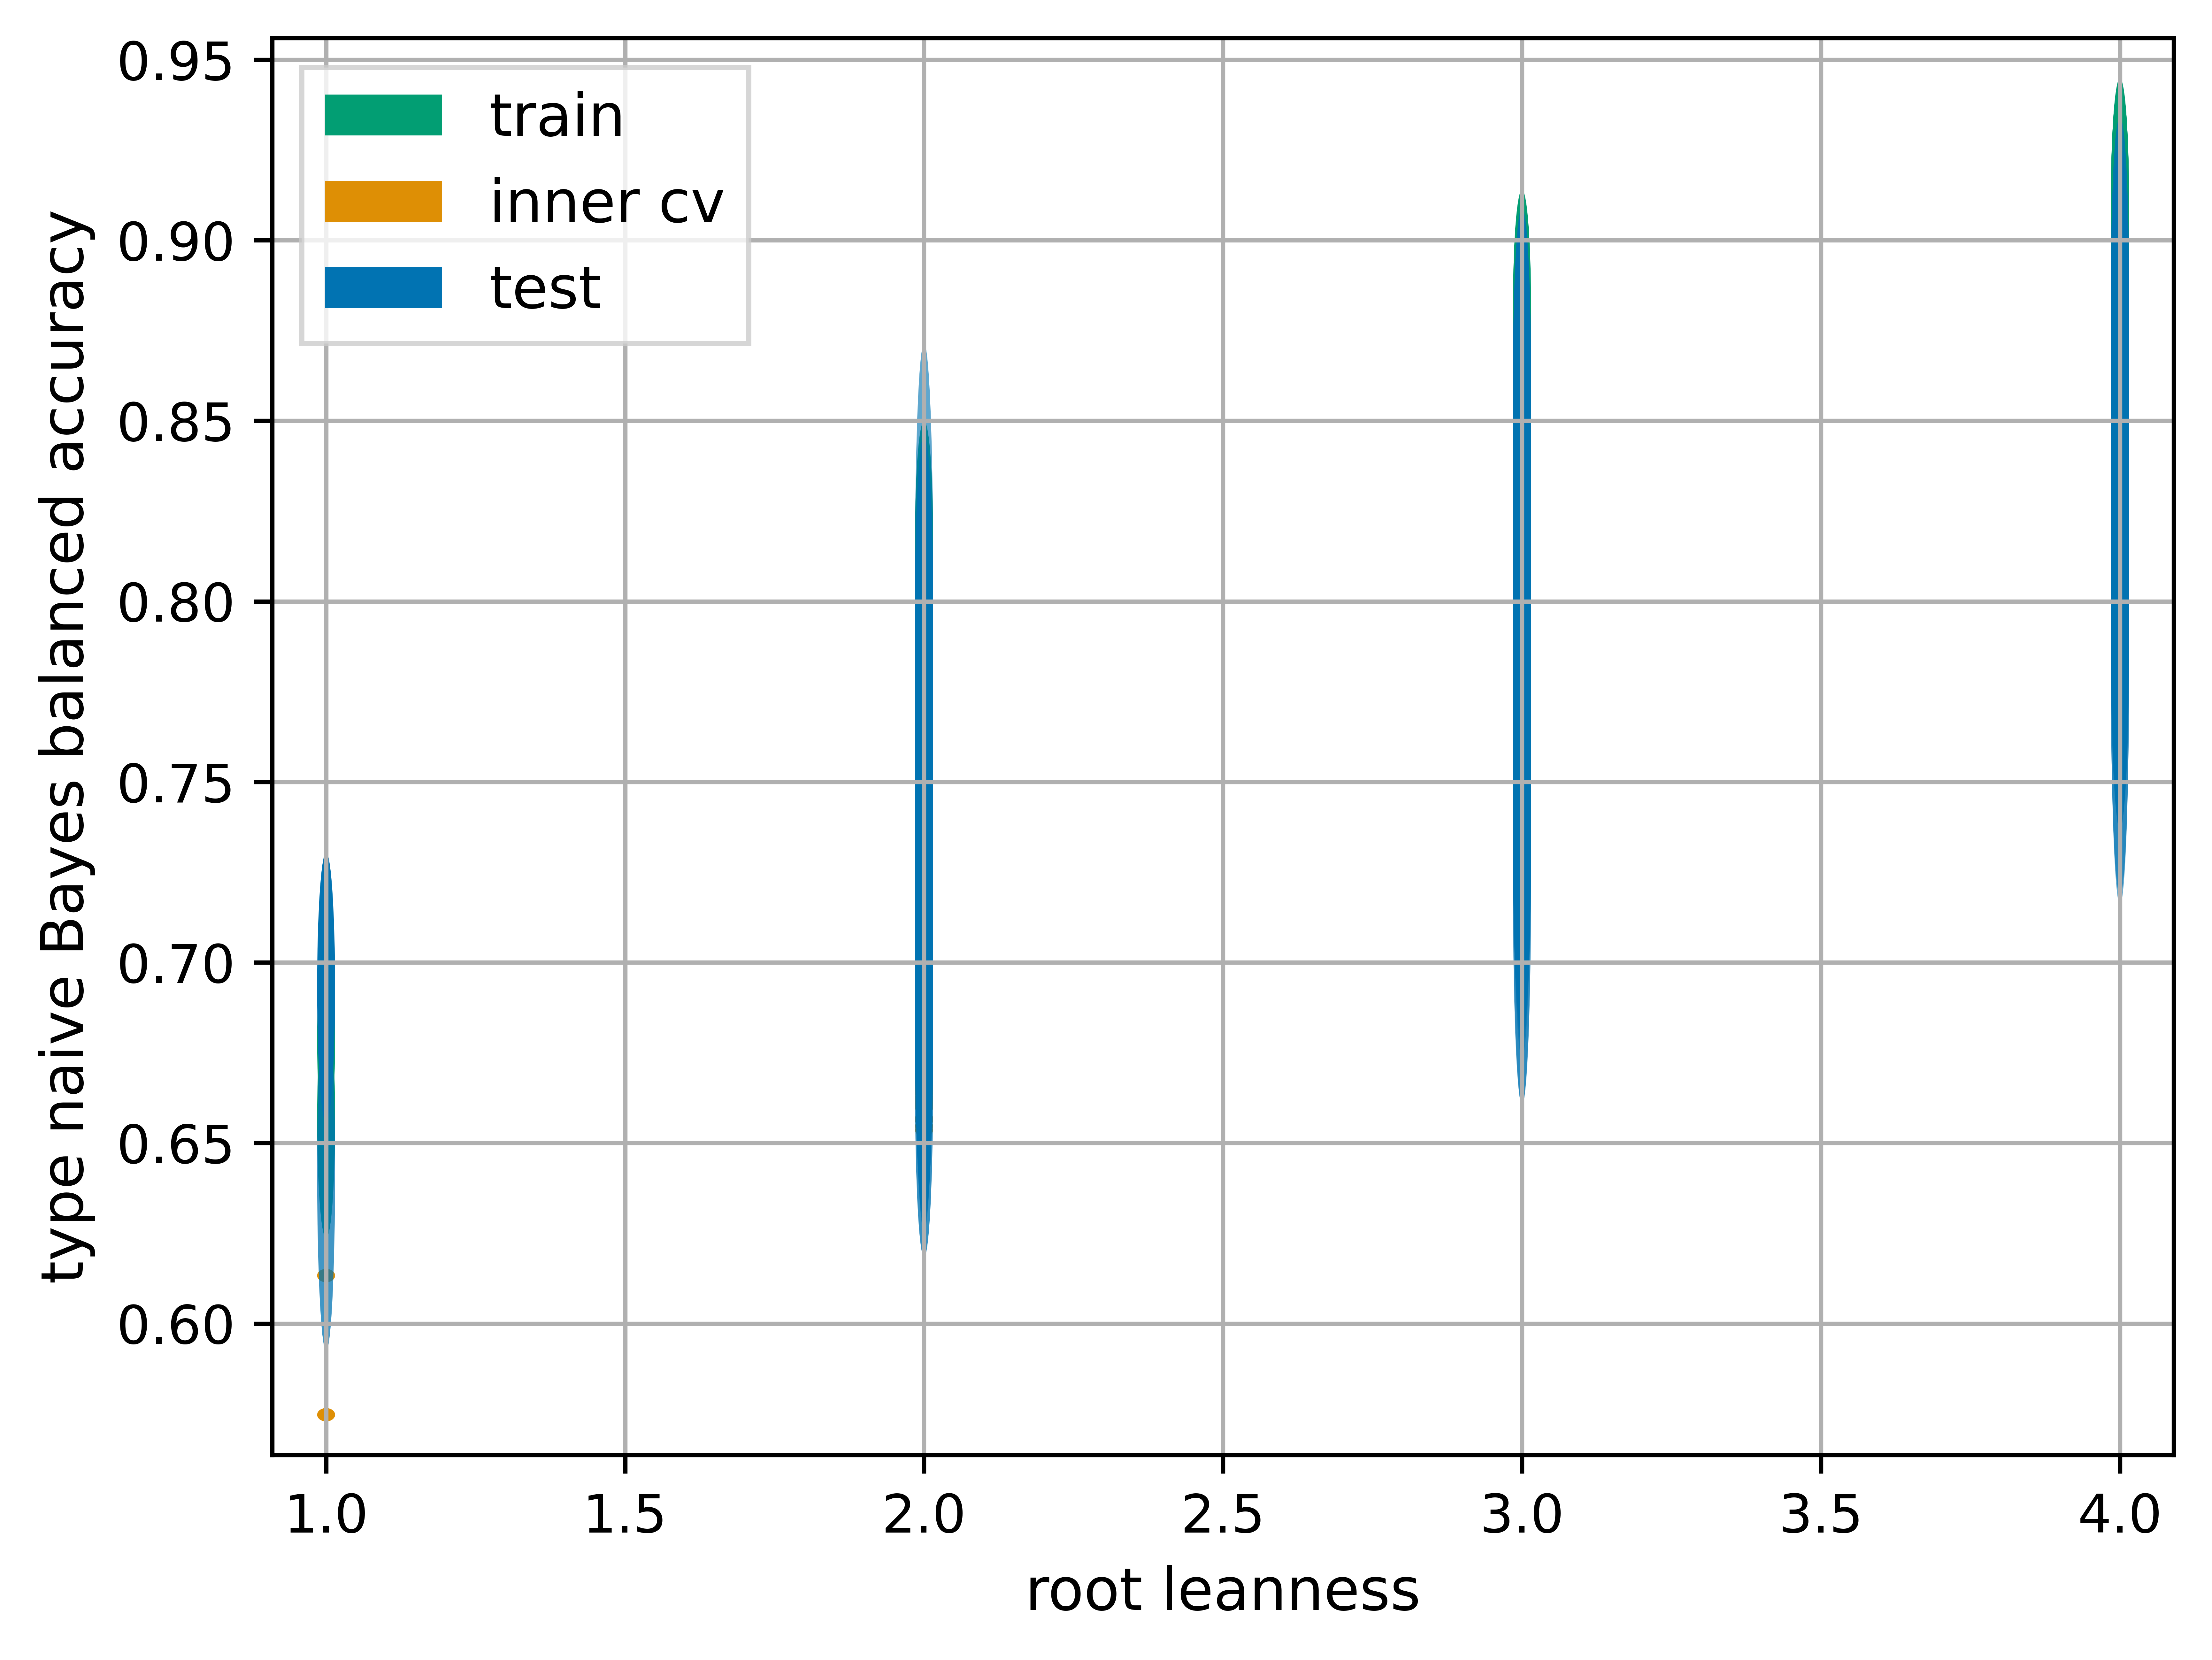 0.95
0.90
0.85
0.80
0.75
0.70
0.65
0.60
type naive Bayes balanced accuracy
train
inner cv
test
1.0 1.5 2.0 2.5 3.0 3.5 4.0
root leanness